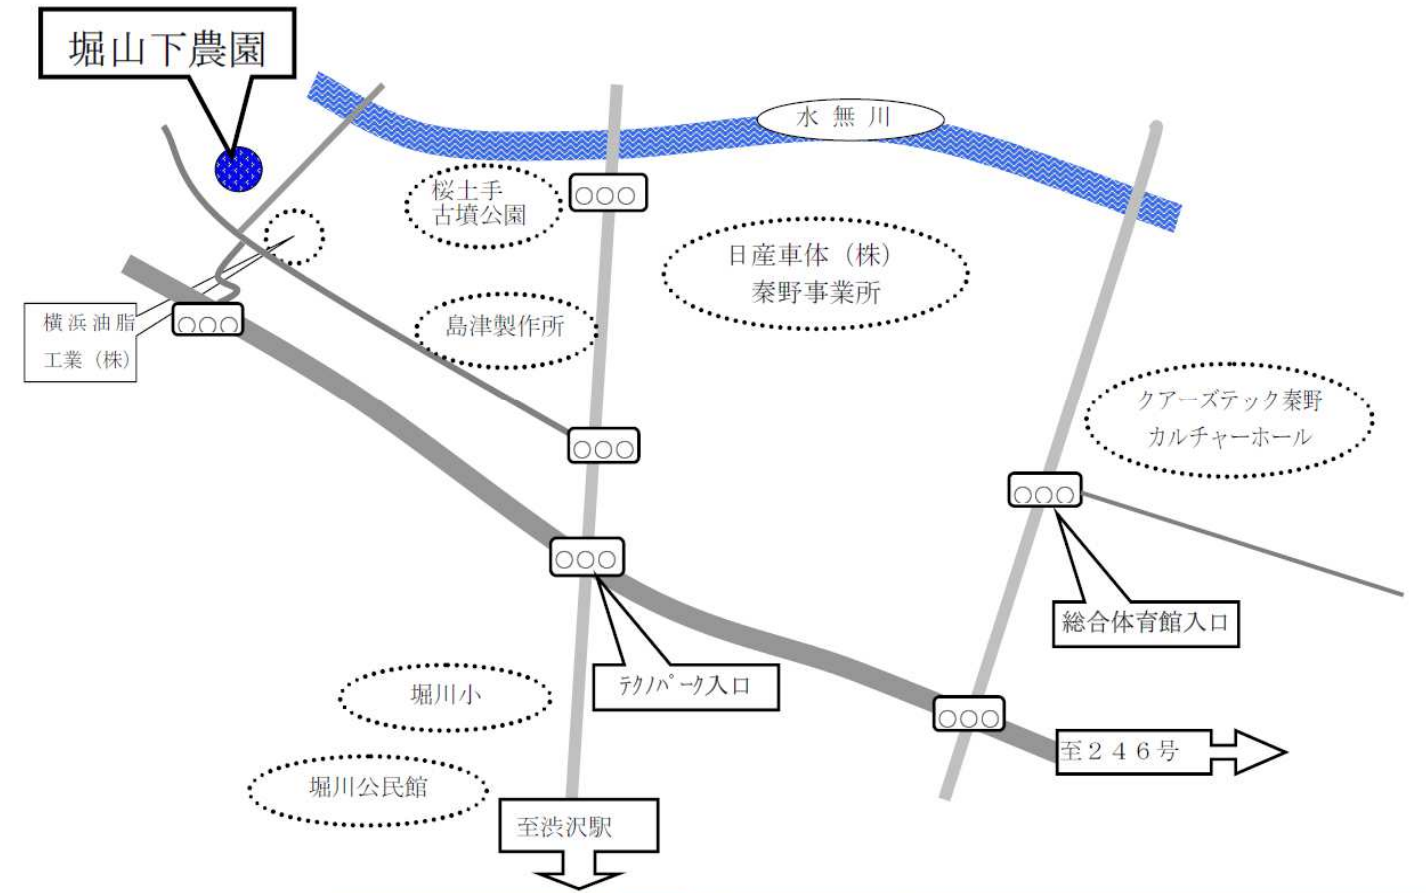 堀山下農園
水 無 川
桜土手
古墳公園
日産車体（株）
秦野事業所
横浜油脂
工業（株）
島津製作所
クアーズテック秦野
カルチャーホール
総合体育館入口
ﾃｸﾉﾊﾟｰｸ入口
堀川小
至２４６号
堀川公民館
至渋沢駅